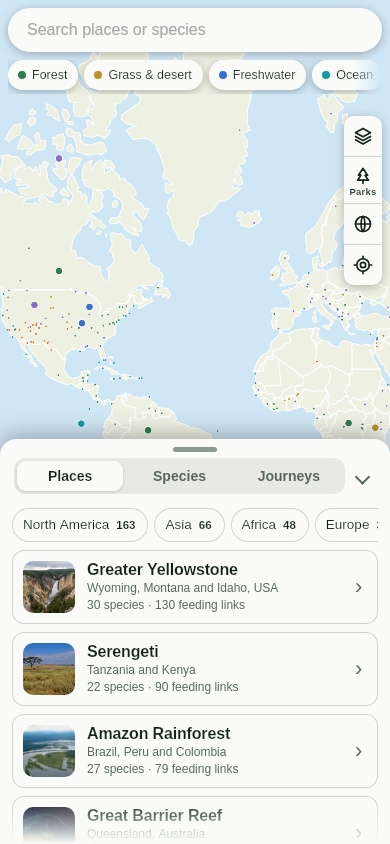 Search places or species
Forest
Grass & desert
Freshwater
Ocean
Parks
Places
Species
Journeys
North America 163
Asia 66
Africa 48
Europe
Greater Yellowstone
Wyoming, Montana and Idaho, USA
30 species · 130 feeding links
Serengeti
Tanzania and Kenya
22 species · 90 feeding links
Amazon Rainforest
Brazil, Peru and Colombia
27 species · 79 feeding links
Great Barrier Reef
Queensland, Australia